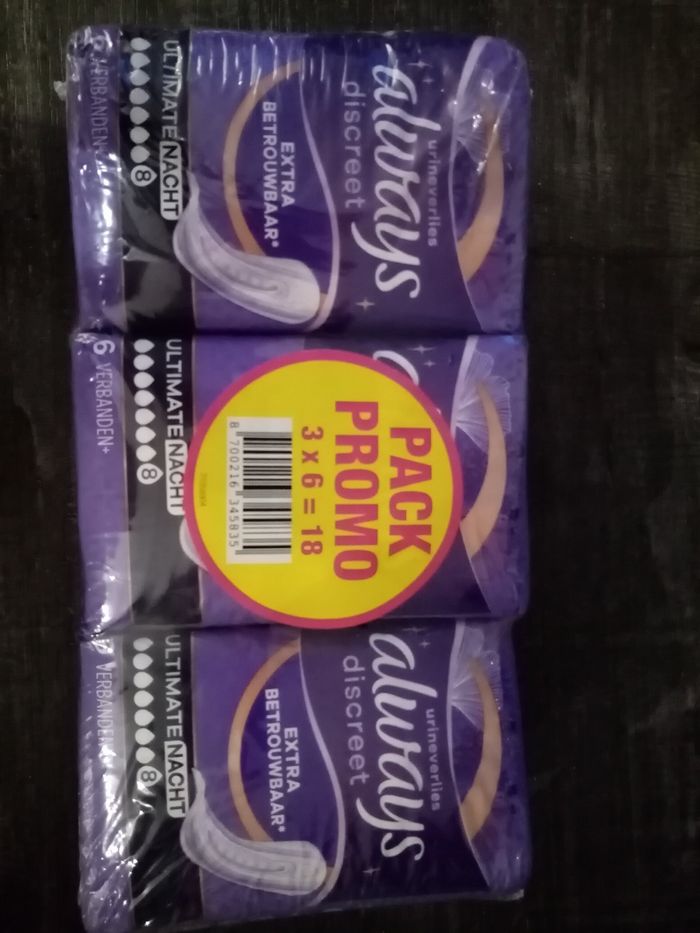 urineverlies
always
discreet
EXTRA
BETROUWBAAR*
ULTIMATE NACHT
8
6 VERBANDEN+
PACK
PROMO
3 x 6 = 18
8 700216 345835
ULTIMATE NACHT
8
6 VERBANDEN+
urineverlies
always
discreet
EXTRA
BETROUWBAAR*
ULTIMATE NACHT
8
VERBANDEN+